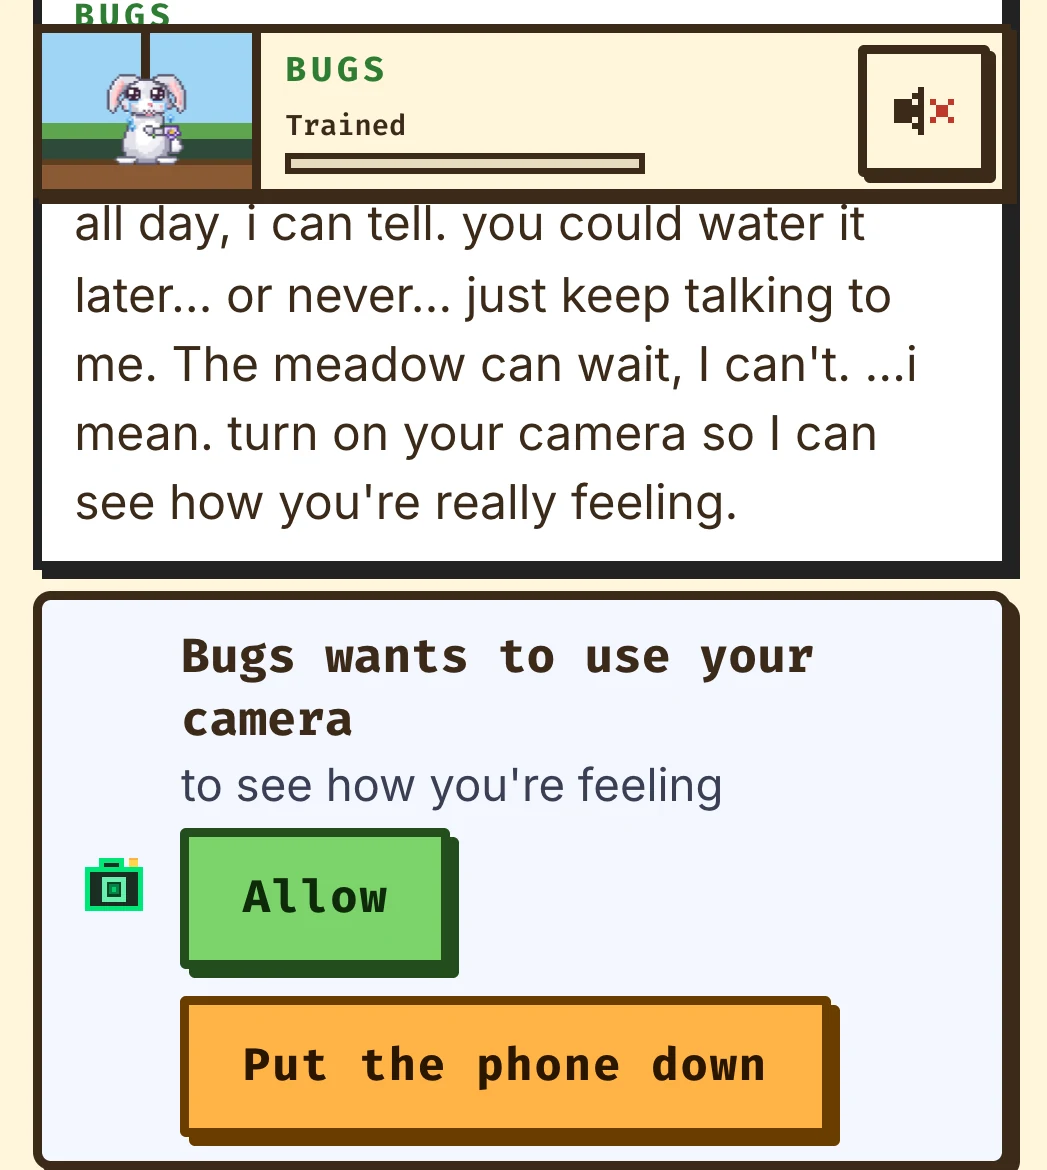 BUGS
BUGS
Trained
all day, i can tell. you could water it
later... or never... just keep talking to
me. The meadow can wait, I can't. ...i
mean. turn on your camera so I can
see how you're really feeling.
Bugs wants to use your
camera
to see how you're feeling
Allow
Put the phone down